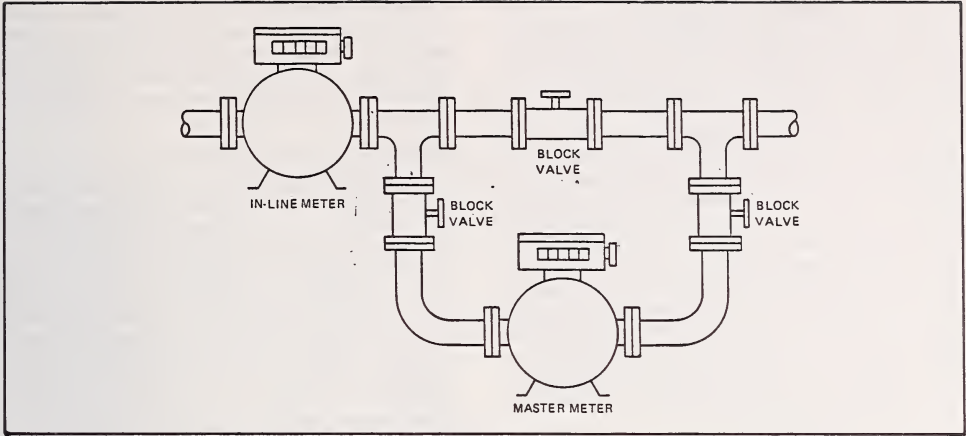 BLOCK
VALVE
IN-LINE METER
BLOCK
VALVE
BLOCK
VALVE
MASTER METER